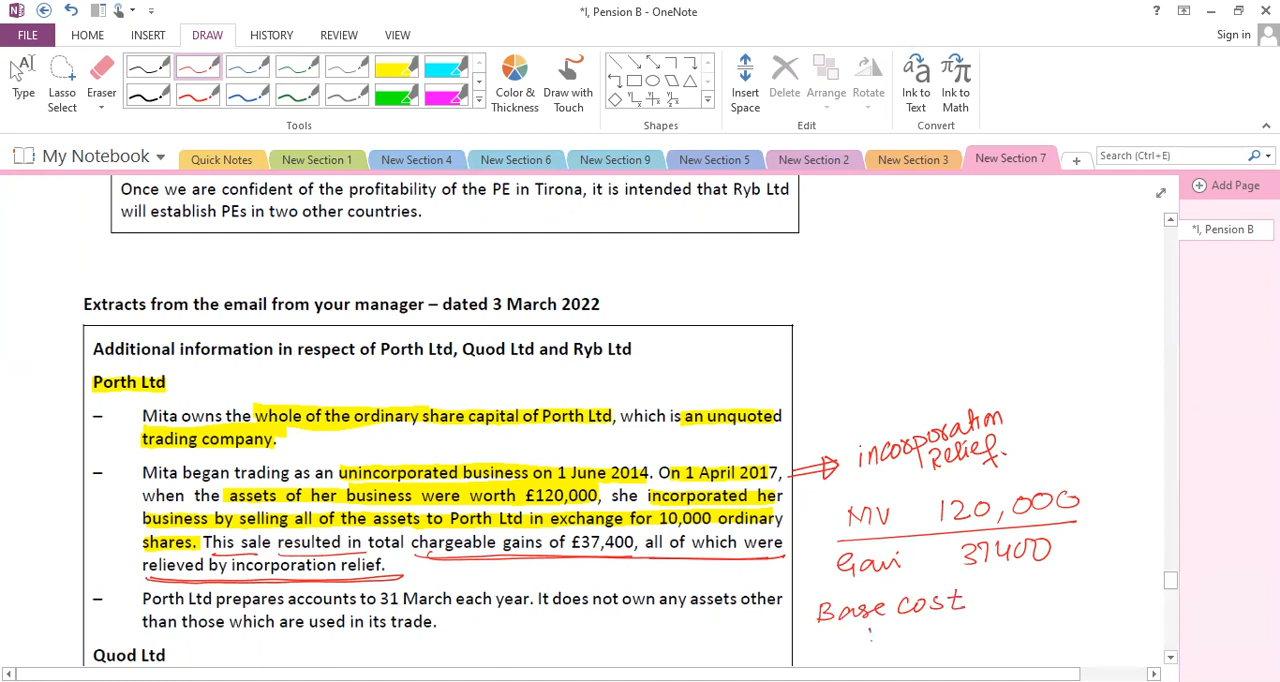 *I, Pension B - OneNote
?
Sign in
FILE HOME INSERT DRAW HISTORY REVIEW VIEW
Type
Lasso Select
Eraser
Color & Thickness
Draw with Touch
Insert Space
Delete
Arrange
Rotate
Ink to Text
Ink to Math
Tools
Shapes
Edit
Convert
My Notebook
Quick Notes New Section 1 New Section 4 New Section 6 New Section 9 New Section 5 New Section 2 New Section 3 New Section 7
Search (Ctrl+E)
Add Page
*I, Pension B
Once we are confident of the profitability of the PE in Tirona, it is intended that Ryb Ltd
will establish PEs in two other countries.
Extracts from the email from your manager – dated 3 March 2022
Additional information in respect of Porth Ltd, Quod Ltd and Ryb Ltd
Porth Ltd
– Mita owns the whole of the ordinary share capital of Porth Ltd, which is an unquoted
trading company.
– Mita began trading as an unincorporated business on 1 June 2014. On 1 April 2017,
when the assets of her business were worth £120,000, she incorporated her
business by selling all of the assets to Porth Ltd in exchange for 10,000 ordinary
shares. This sale resulted in total chargeable gains of £37,400, all of which were
relieved by incorporation relief.
– Porth Ltd prepares accounts to 31 March each year. It does not own any assets other
than those which are used in its trade.
Quod Ltd
incorporation
relief.
MV 120,000
Gain 37400
Base cost